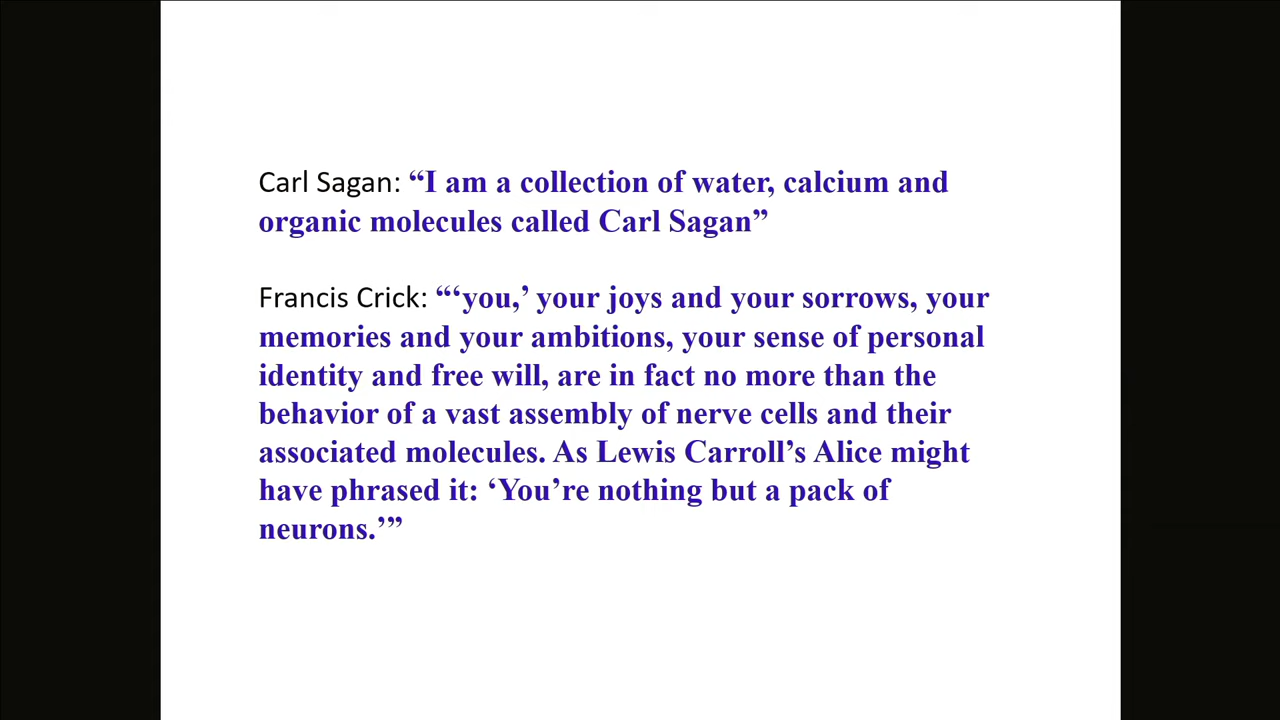 Carl Sagan: “I am a collection of water, calcium and
organic molecules called Carl Sagan”
Francis Crick: “‘you,’ your joys and your sorrows, your
memories and your ambitions, your sense of personal
identity and free will, are in fact no more than the
behavior of a vast assembly of nerve cells and their
associated molecules. As Lewis Carroll’s Alice might
have phrased it: ‘You’re nothing but a pack of
neurons.’”